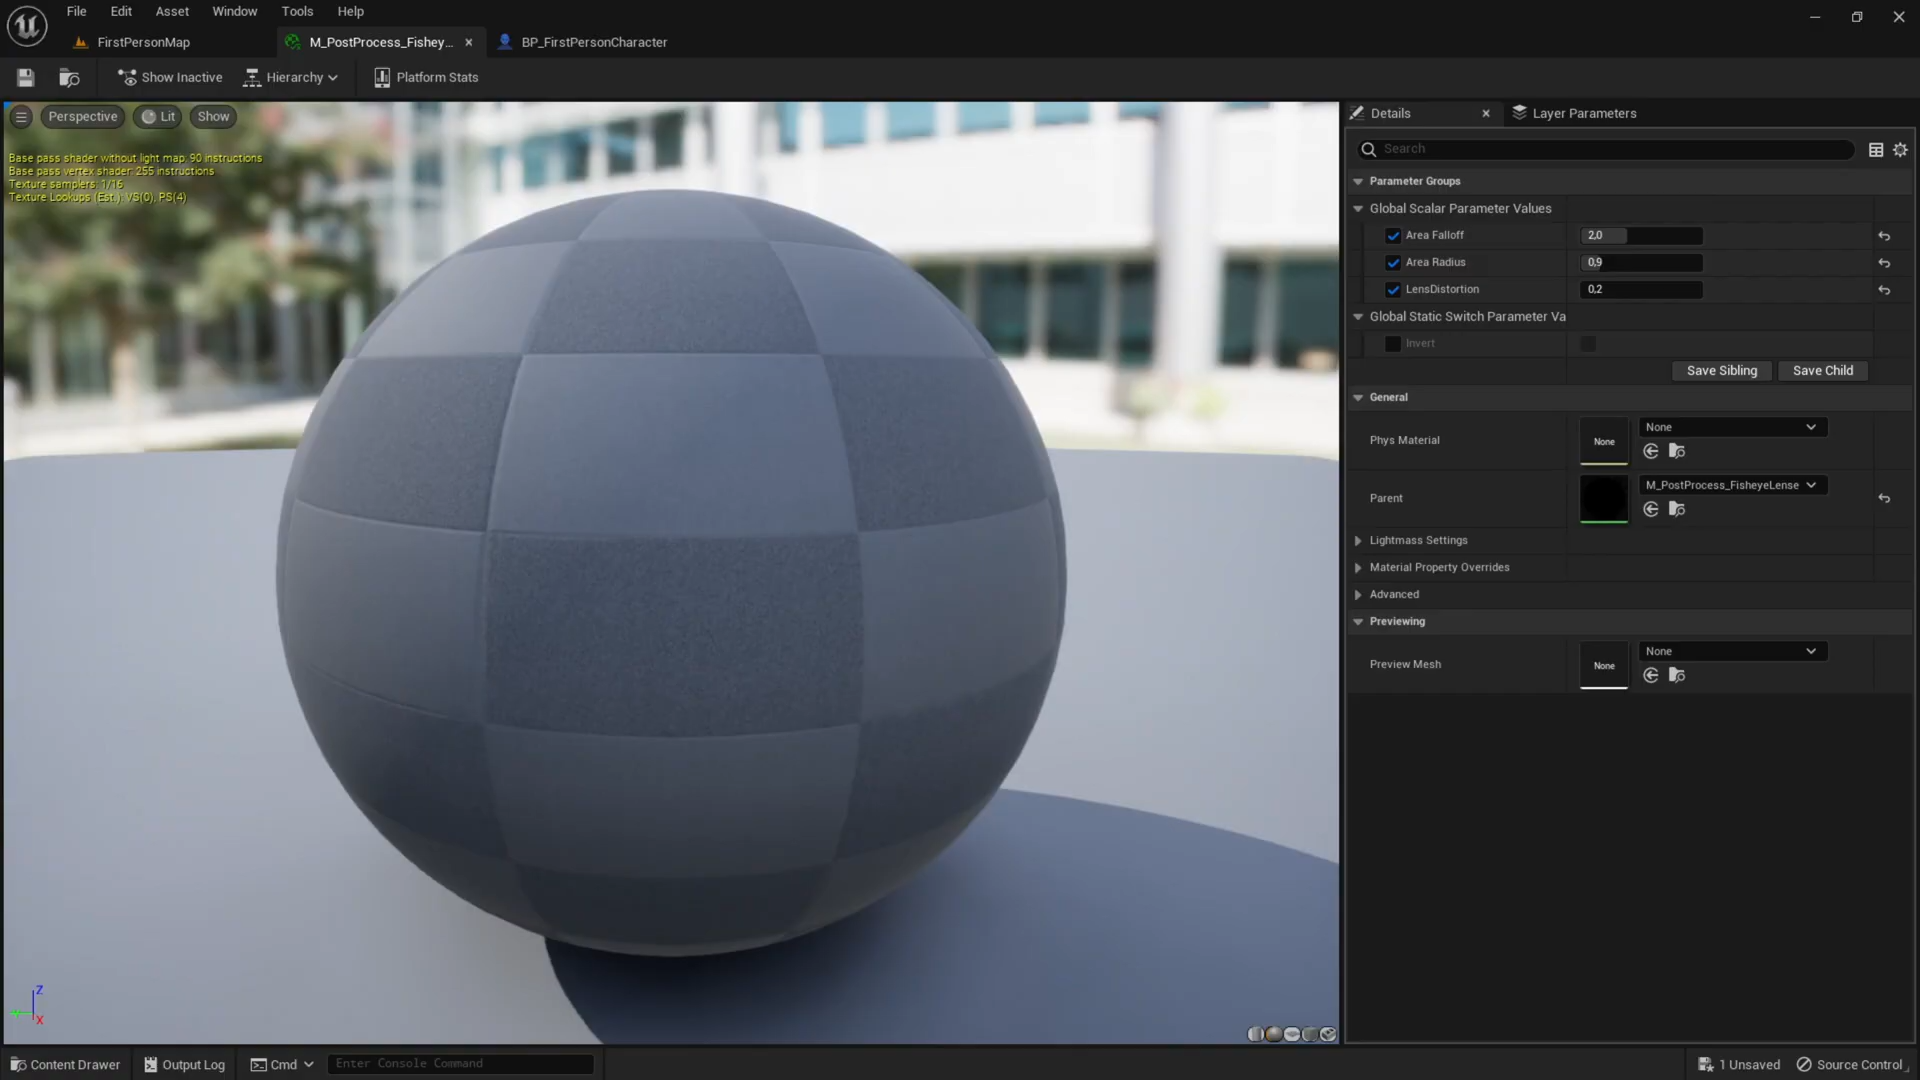 File Edit Asset Window Tools Help
FirstPersonMap M_PostProcess_Fishey... BP_FirstPersonCharacter
Show Inactive Hierarchy Platform Stats
Perspective Lit Show
Base pass shader without light map: 90 instructions
Base pass vertex shader: 255 instructions
Texture samplers: 1/16
Texture Lookups (Est.): VS(0), PS(4)
Z
X
Details Layer Parameters
Search
Parameter Groups
Global Scalar Parameter Values
Area Falloff 2,0
Area Radius 0,9
LensDistortion 0,2
Global Static Switch Parameter Va
Invert
Save Sibling Save Child
General
Phys Material None None
Parent M_PostProcess_FisheyeLense
Lightmass Settings
Material Property Overrides
Advanced
Previewing
Preview Mesh None None
Content Drawer Output Log Cmd Enter Console Command 1 Unsaved Source Control